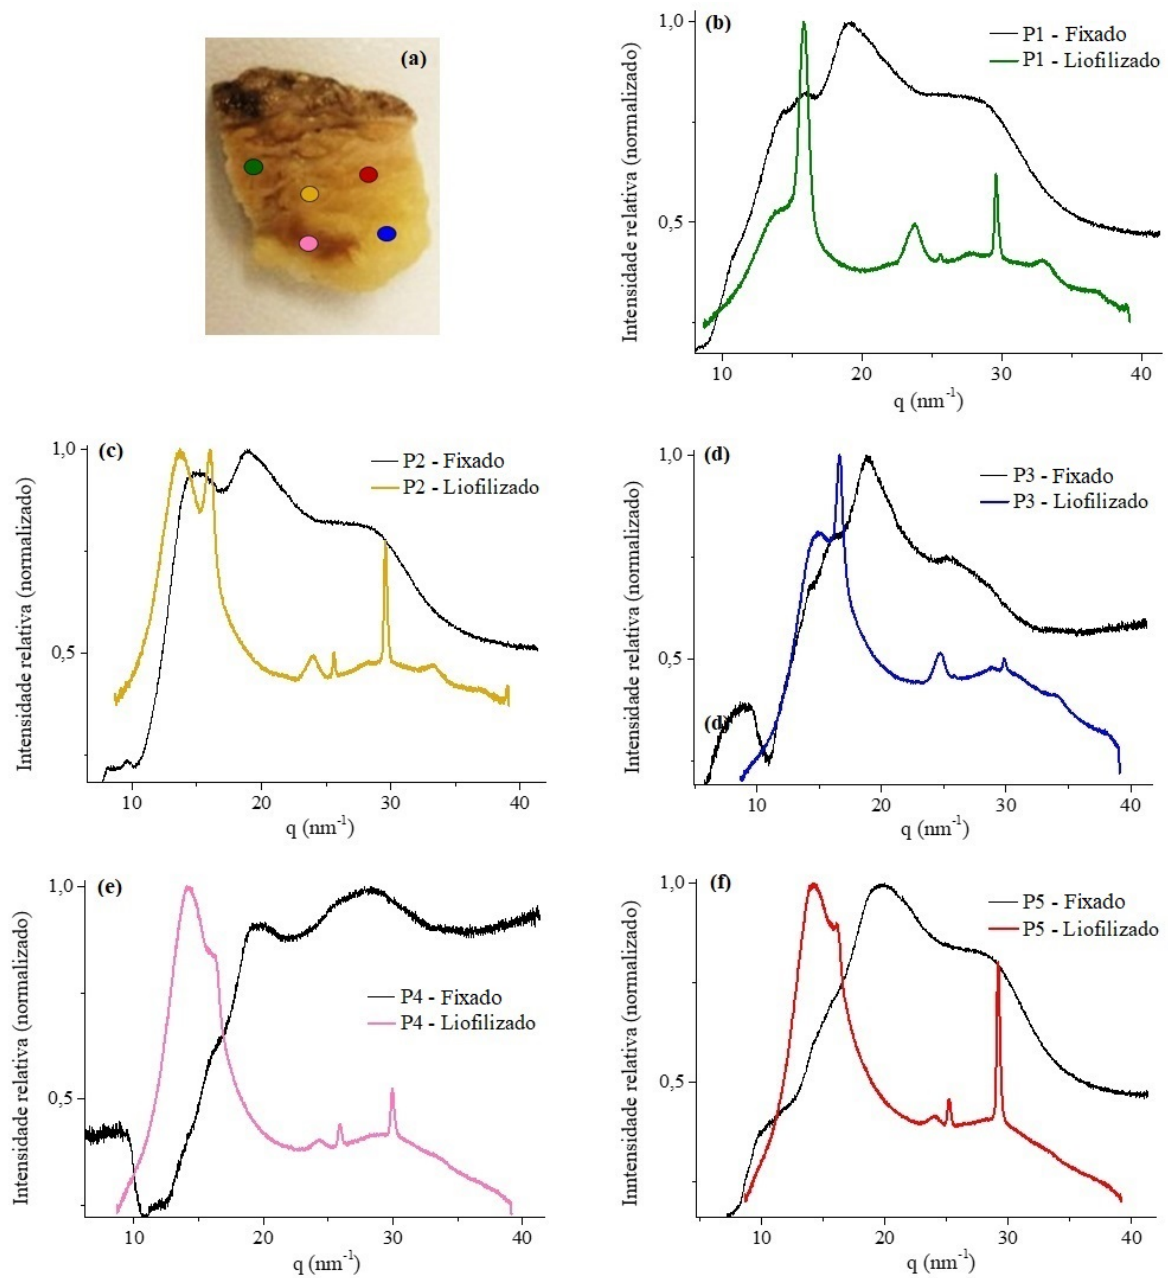 (a)
(b)
P1 - Fixado
P1 - Liofilizado
1,0
0,5
Intensidade relativa (normalizado)
10 20 30 40
q (nm-1)
(c)
P2 - Fixado
P2 - Liofilizado
1,0
0,5
Intensidade relativa (normalizado)
10 20 30 40
q (nm-1)
(d)
P3 - Fixado
P3 - Liofilizado
1,0
0,5
(d)
Intensidade relativa (normalizado)
10 20 30 40
q (nm-1)
(e)
P4 - Fixado
P4 - Liofilizado
1,0
0,5
Intensidade relativa (normalizado)
10 20 30 40
q (nm-1)
(f)
P5 - Fixado
P5 - Liofilizado
1,0
0,5
Inntensidade relativa (normalizado)
10 20 30 40
q (nm-1)